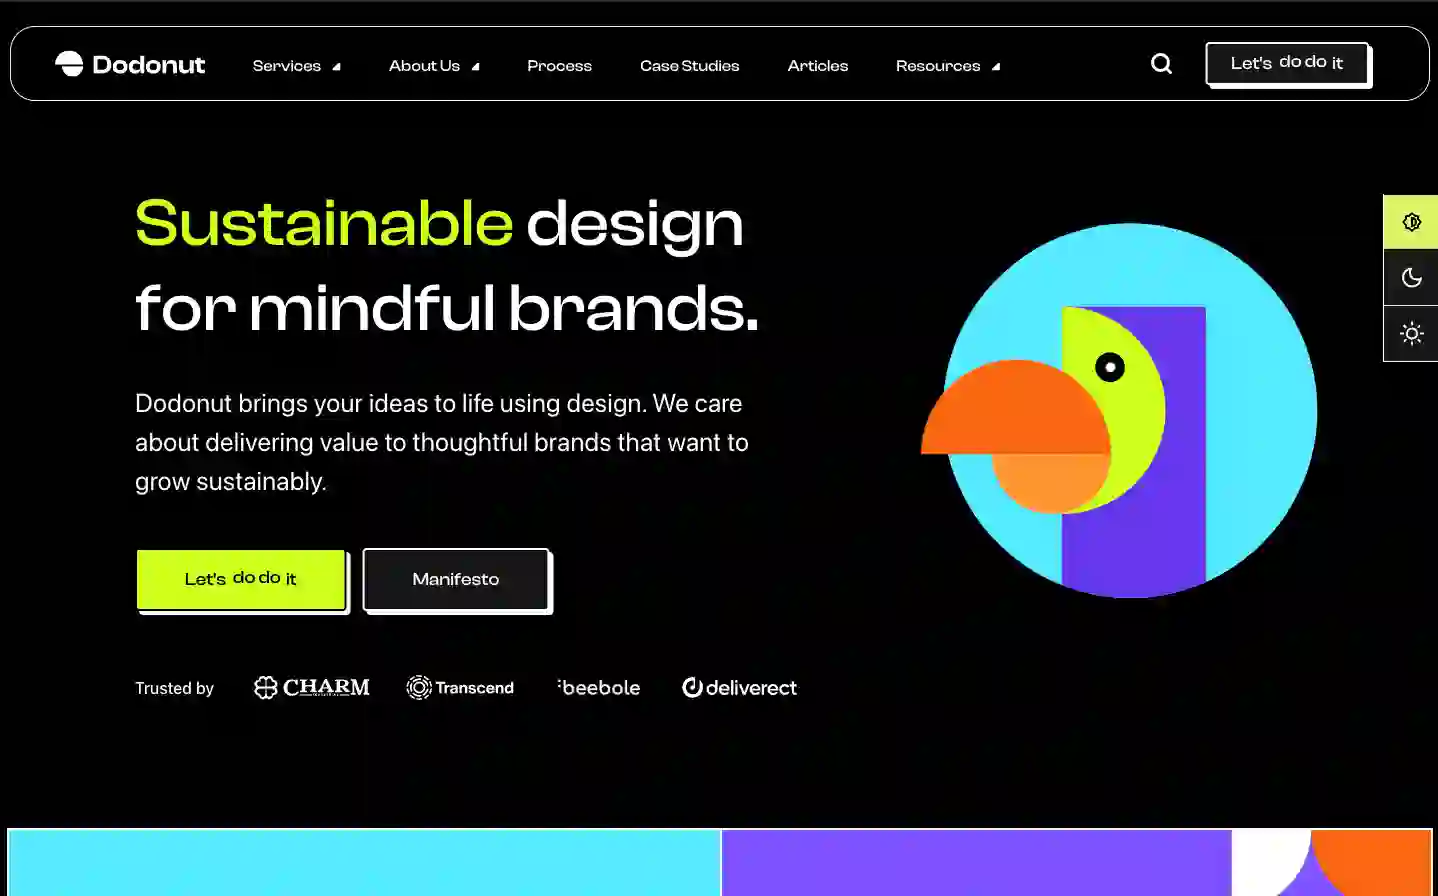 Dodonut
Services
About Us
Process
Case Studies
Articles
Resources
Let's do do it
Sustainable design
for mindful brands.
Dodonut brings your ideas to life using design. We care
about delivering value to thoughtful brands that want to
grow sustainably.
Let's do do it
Manifesto
Trusted by
CHARM
Transcend
beebole
deliverect